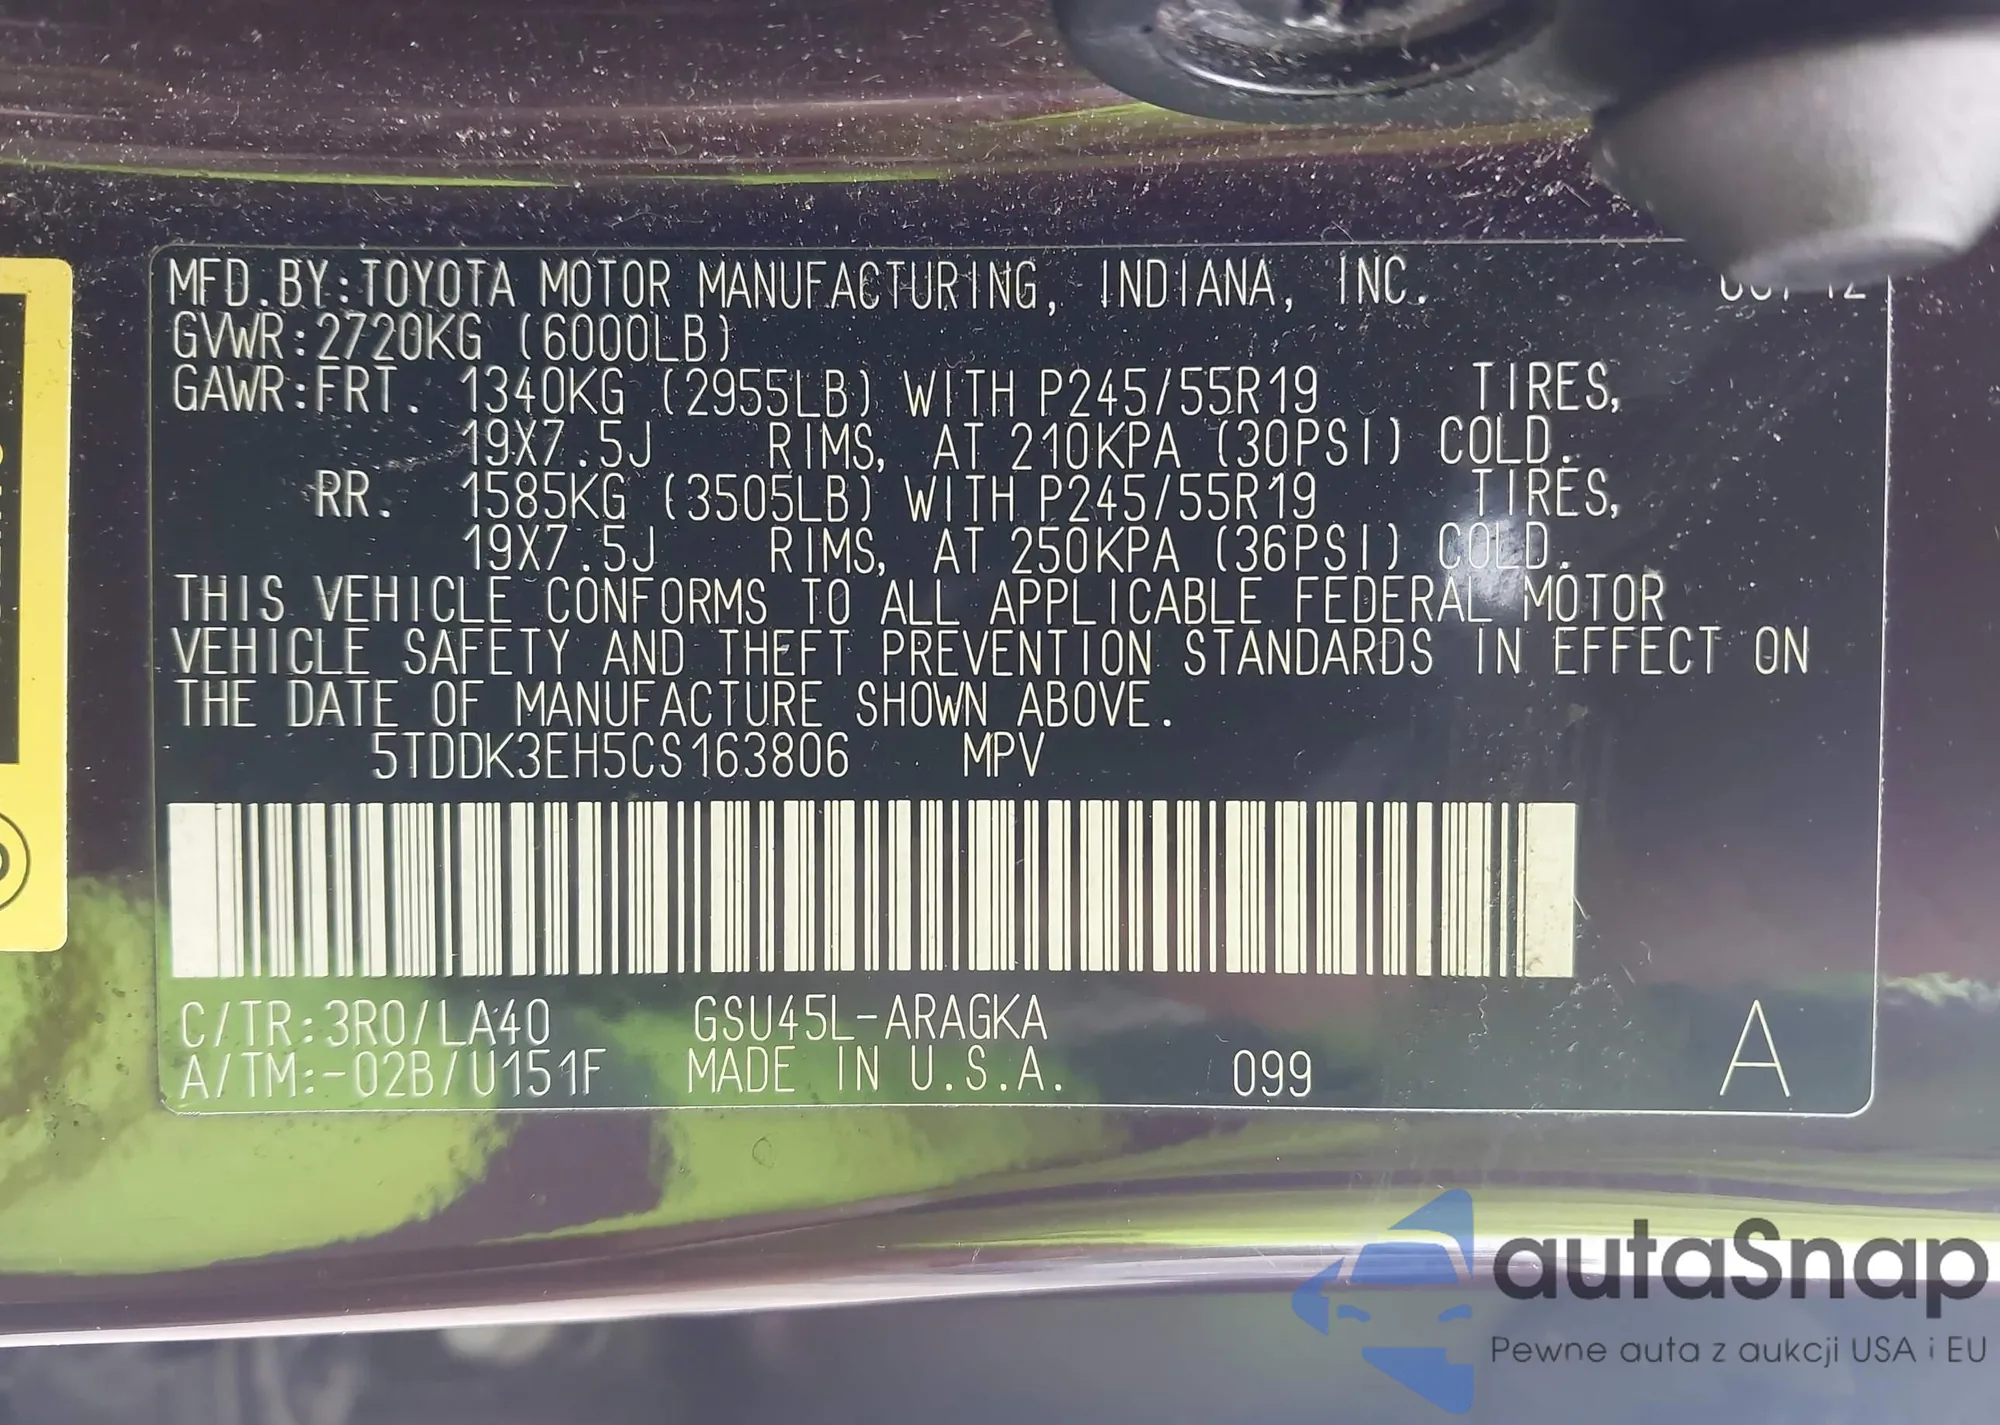 MFD.BY:TOYOTA MOTOR MANUFACTURING, INDIANA, INC.
GVWR:2720KG (6000LB)
GAWR:FRT. 1340KG (2955LB) WITH P245/55R19 TIRES,
19X7.5J RIMS, AT 210KPA (30PSI) COLD.
RR. 1585KG (3505LB) WITH P245/55R19 TIRES,
19X7.5J RIMS, AT 250KPA (36PSI) COLD.
THIS VEHICLE CONFORMS TO ALL APPLICABLE FEDERAL MOTOR
VEHICLE SAFETY AND THEFT PREVENTION STANDARDS IN EFFECT ON
THE DATE OF MANUFACTURE SHOWN ABOVE.
5TDDK3EH5CS163806 MPV
C/TR:3R0/LA40 GSU45L-ARAGKA
A/TM:-02B/U151F MADE IN U.S.A. 099 A
autaSnap
Pewne auta z aukcji USA i EU